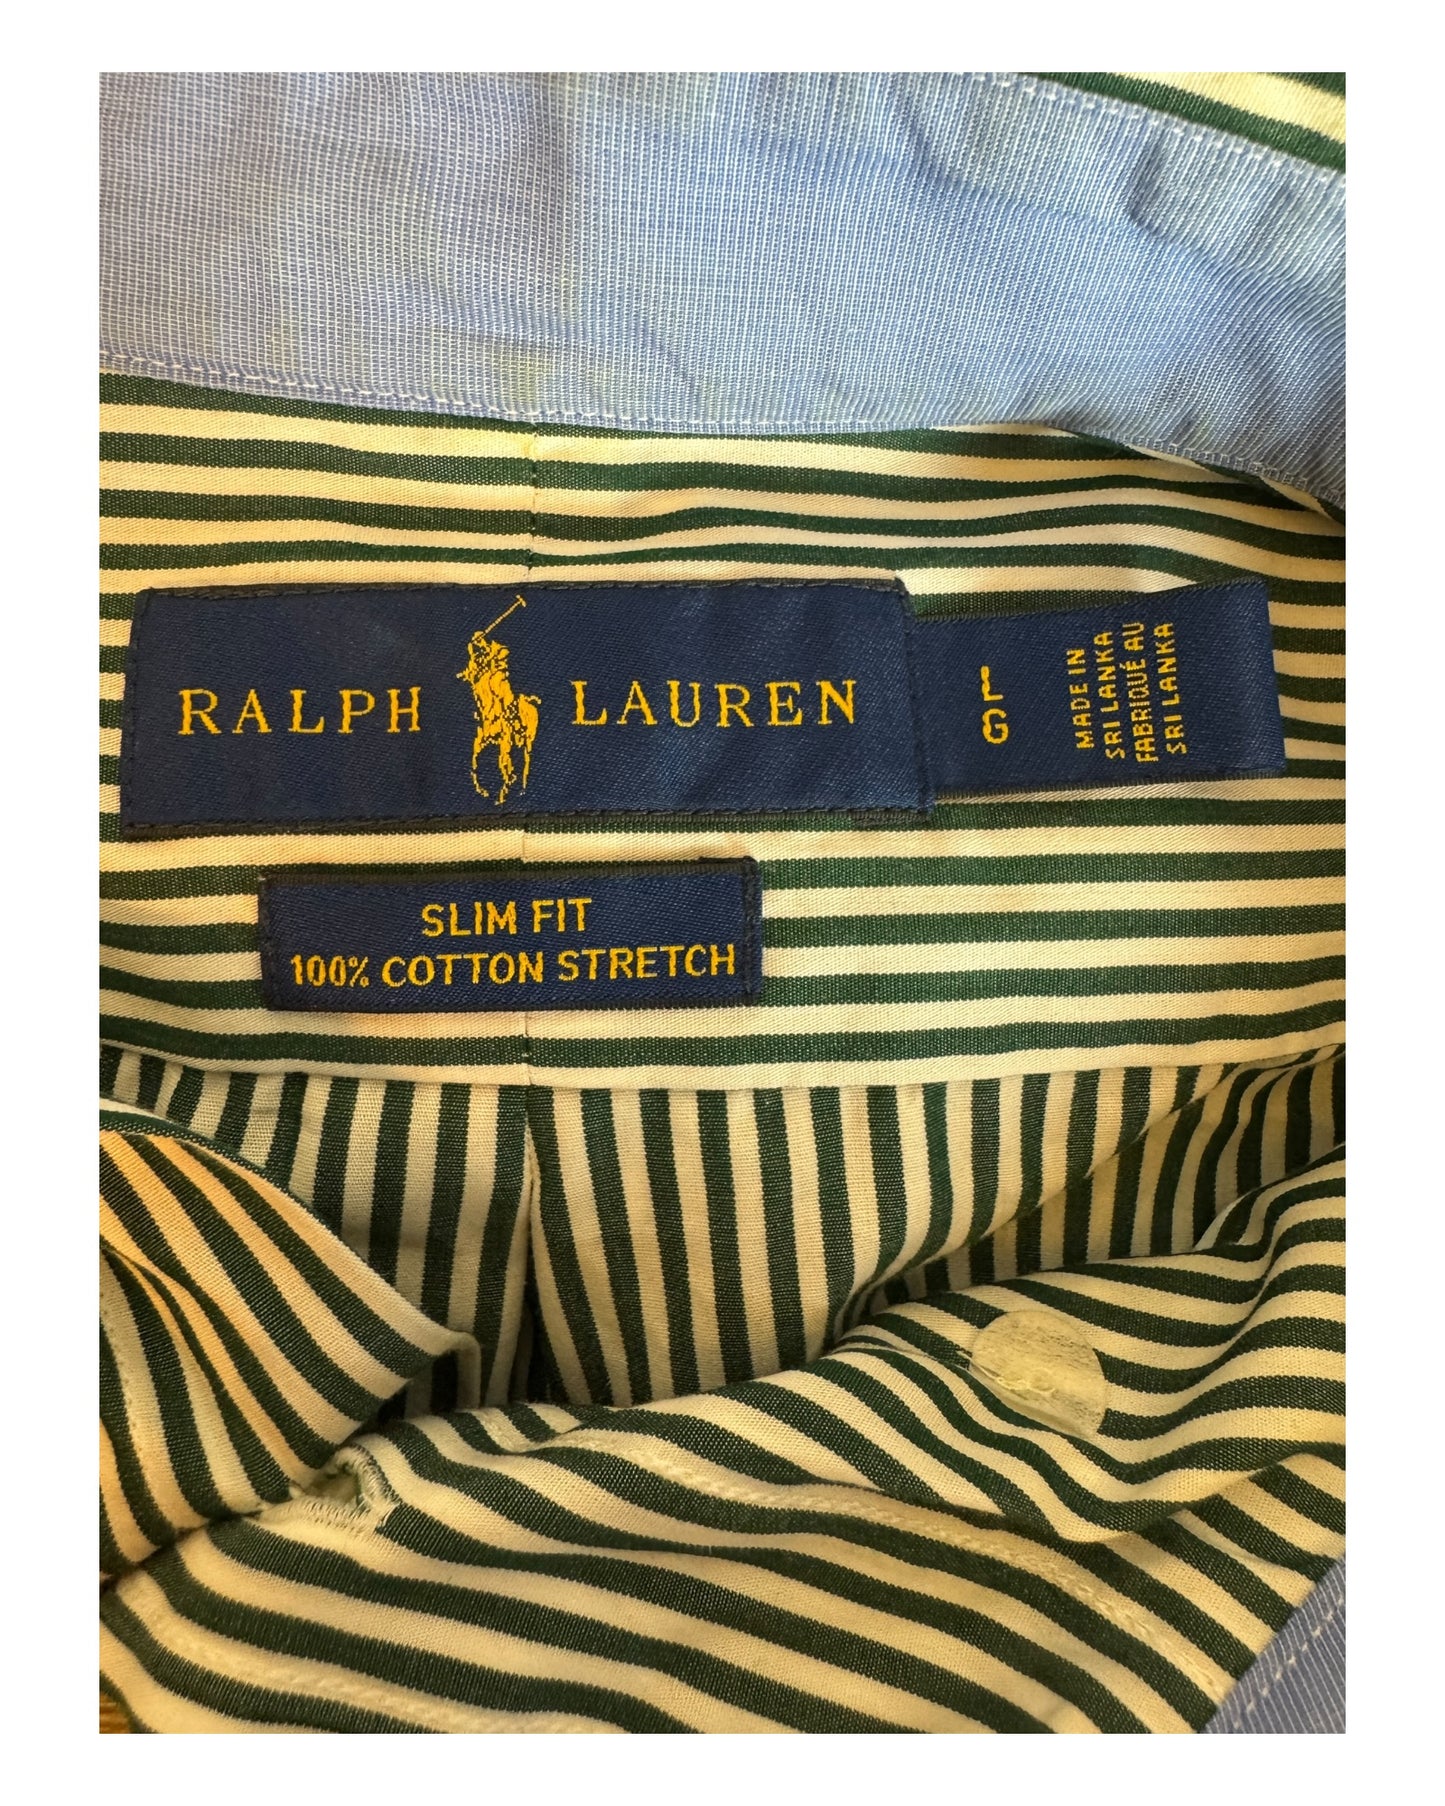 RALPH LAUREN
L
G
MADE IN
SRI LANKA
FABRIQUÉ AU
SRI LANKA
SLIM FIT
100% COTTON STRETCH